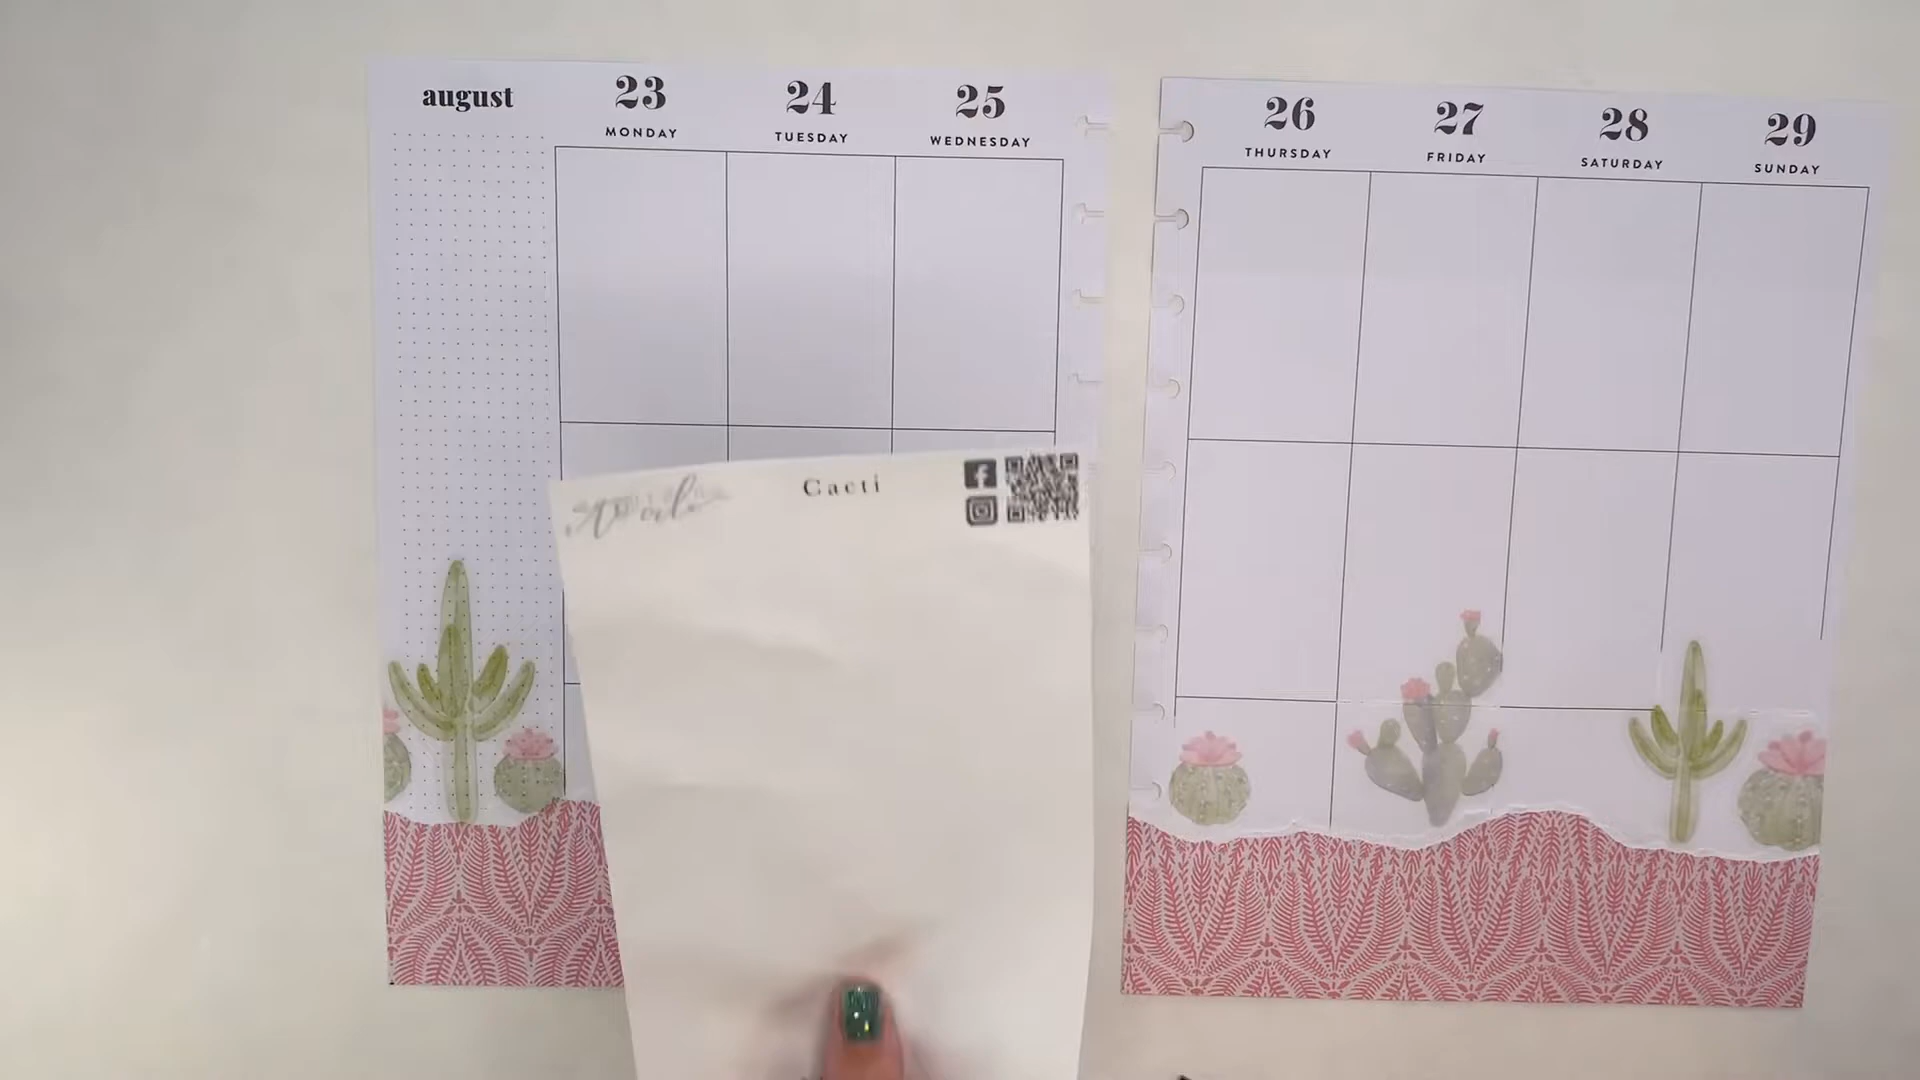 august
23
MONDAY
24
TUESDAY
25
WEDNESDAY
26
THURSDAY
27
FRIDAY
28
SATURDAY
29
SUNDAY
Cacti
f